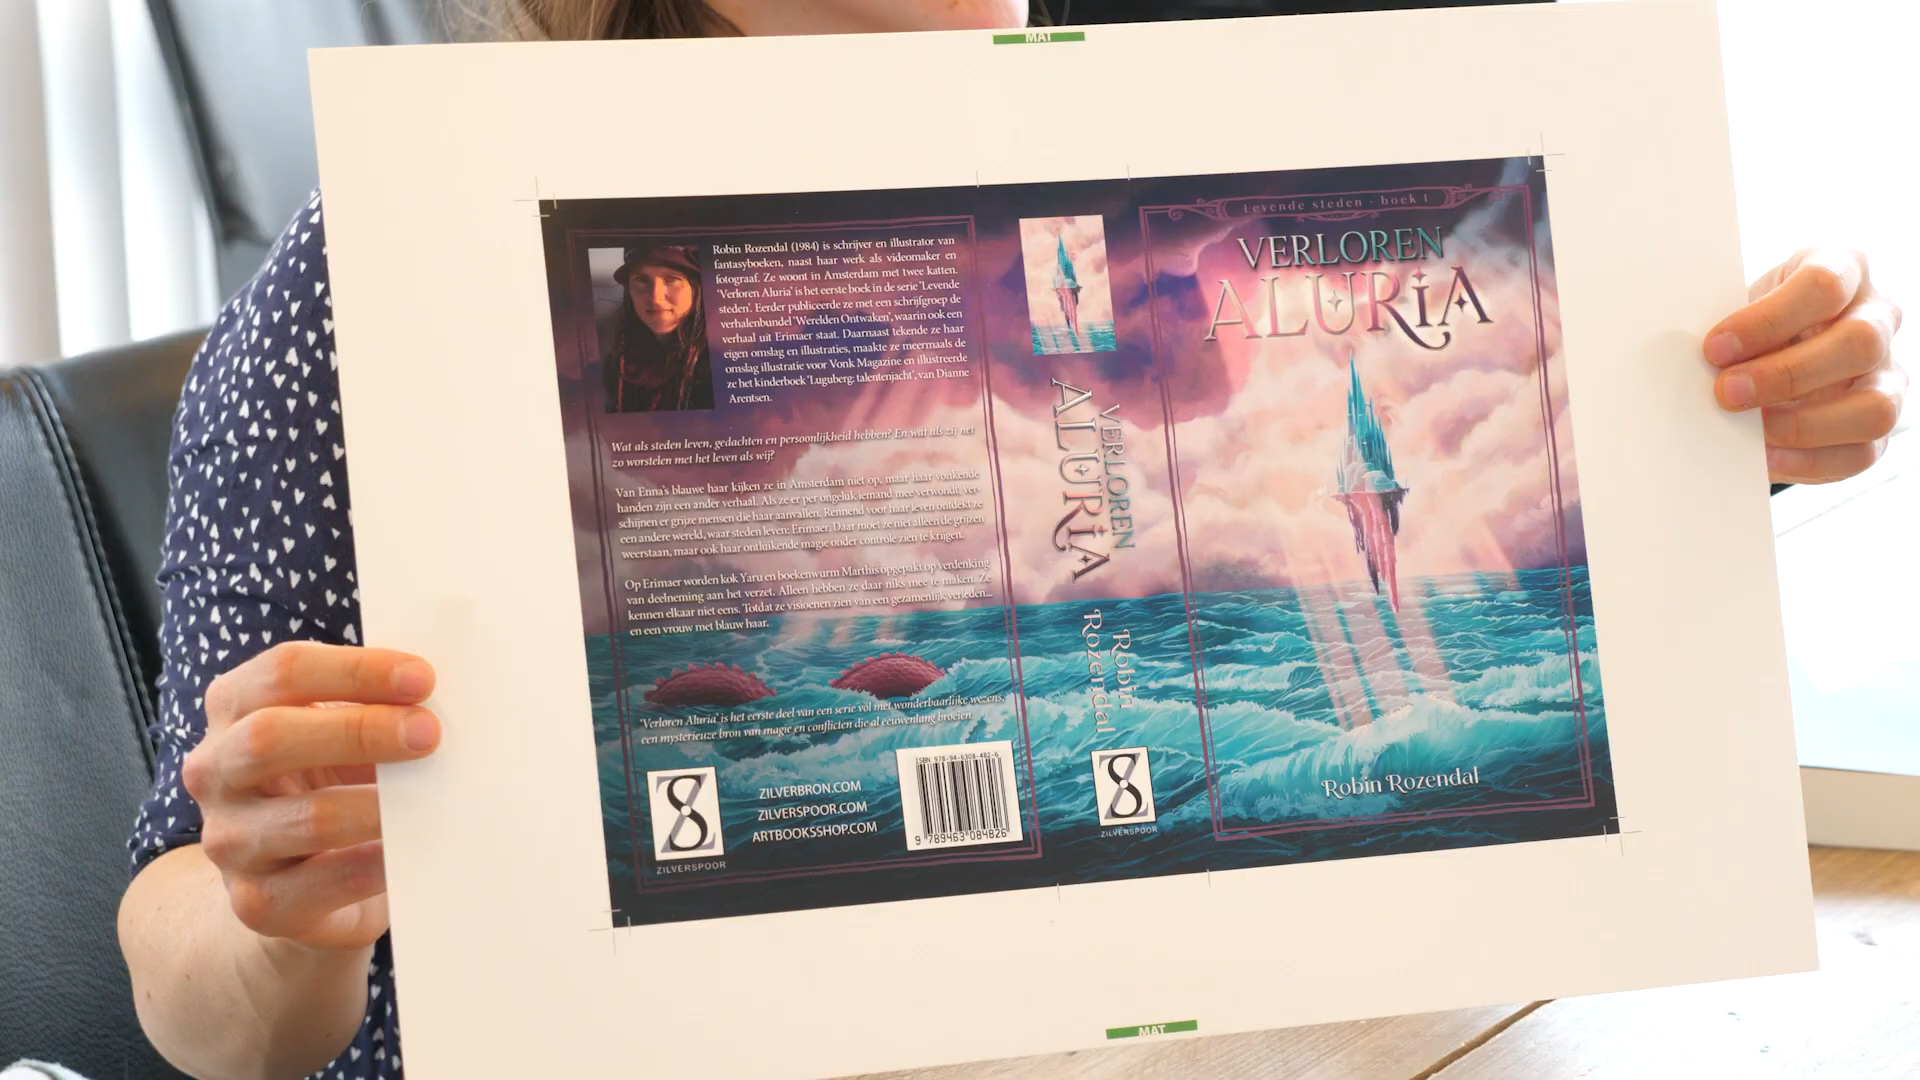 MAT
Robin Rozendal (1984) is schrijver en illustrator van
fantasyboeken, naast haar werk als videomaker en
fotograaf. Ze woont in Amsterdam met twee katten.
'Verloren Aluria' is het eerste boek in de serie 'Levende
steden'. Eerder publiceerde ze met een schrijfgroep de
verhalenbundel 'Werelden Ontwaken', waarin ook een
verhaal uit Erimaer staat. Daarnaast tekende ze haar
eigen omslag en illustraties, maakte ze meermaals de
omslag illustratie voor Vonk Magazine en illustreerde
ze het kinderboek 'Luguberg: talentenjacht', van Dianne
Arentsen.
Wat als steden leven, gedachten en persoonlijkheid hebben? En wat als zij net
zo worstelen met het leven als wij?
Van Enna's blauwe haar kijken ze in Amsterdam niet op, maar haar vonkende
handen zijn een ander verhaal. Als ze er per ongeluk iemand mee verwondt, ver-
schijnen er grijze mensen die haar aanvallen. Rennend voor haar leven ontdekt ze
een andere wereld, waar steden leven: Erimaer. Daar moet ze niet alleen de grijzen
weerstaan, maar ook haar ontluikende magie onder controle zien te krijgen.
Op Erimaer worden kok Yaru en boekenwurm Marthis opgepakt op verdenking
van deelneming aan het verzet. Alleen hebben ze daar niks mee te maken. Ze
kennen elkaar niet eens. Totdat ze visioenen zien van een gezamenlijk verleden...
en een vrouw met blauw haar.
'Verloren Aluria' is het eerste deel van een serie vol met wonderbaarlijke wezens,
een mysterieuze bron van magie en conflicten die al eeuwenlang broeien.
ZILVERSPOOR
ZILVERBRON.COM
ZILVERSPOOR.COM
ARTBOOKSSHOP.COM
ISBN 978-94-6308-482-6
9 789463 084826
VERLOREN
ALURIA
Robin
Rozendal
ZILVERSPOOR
Levende steden - boek 1
VERLOREN
ALURIA
Robin Rozendal
MAT